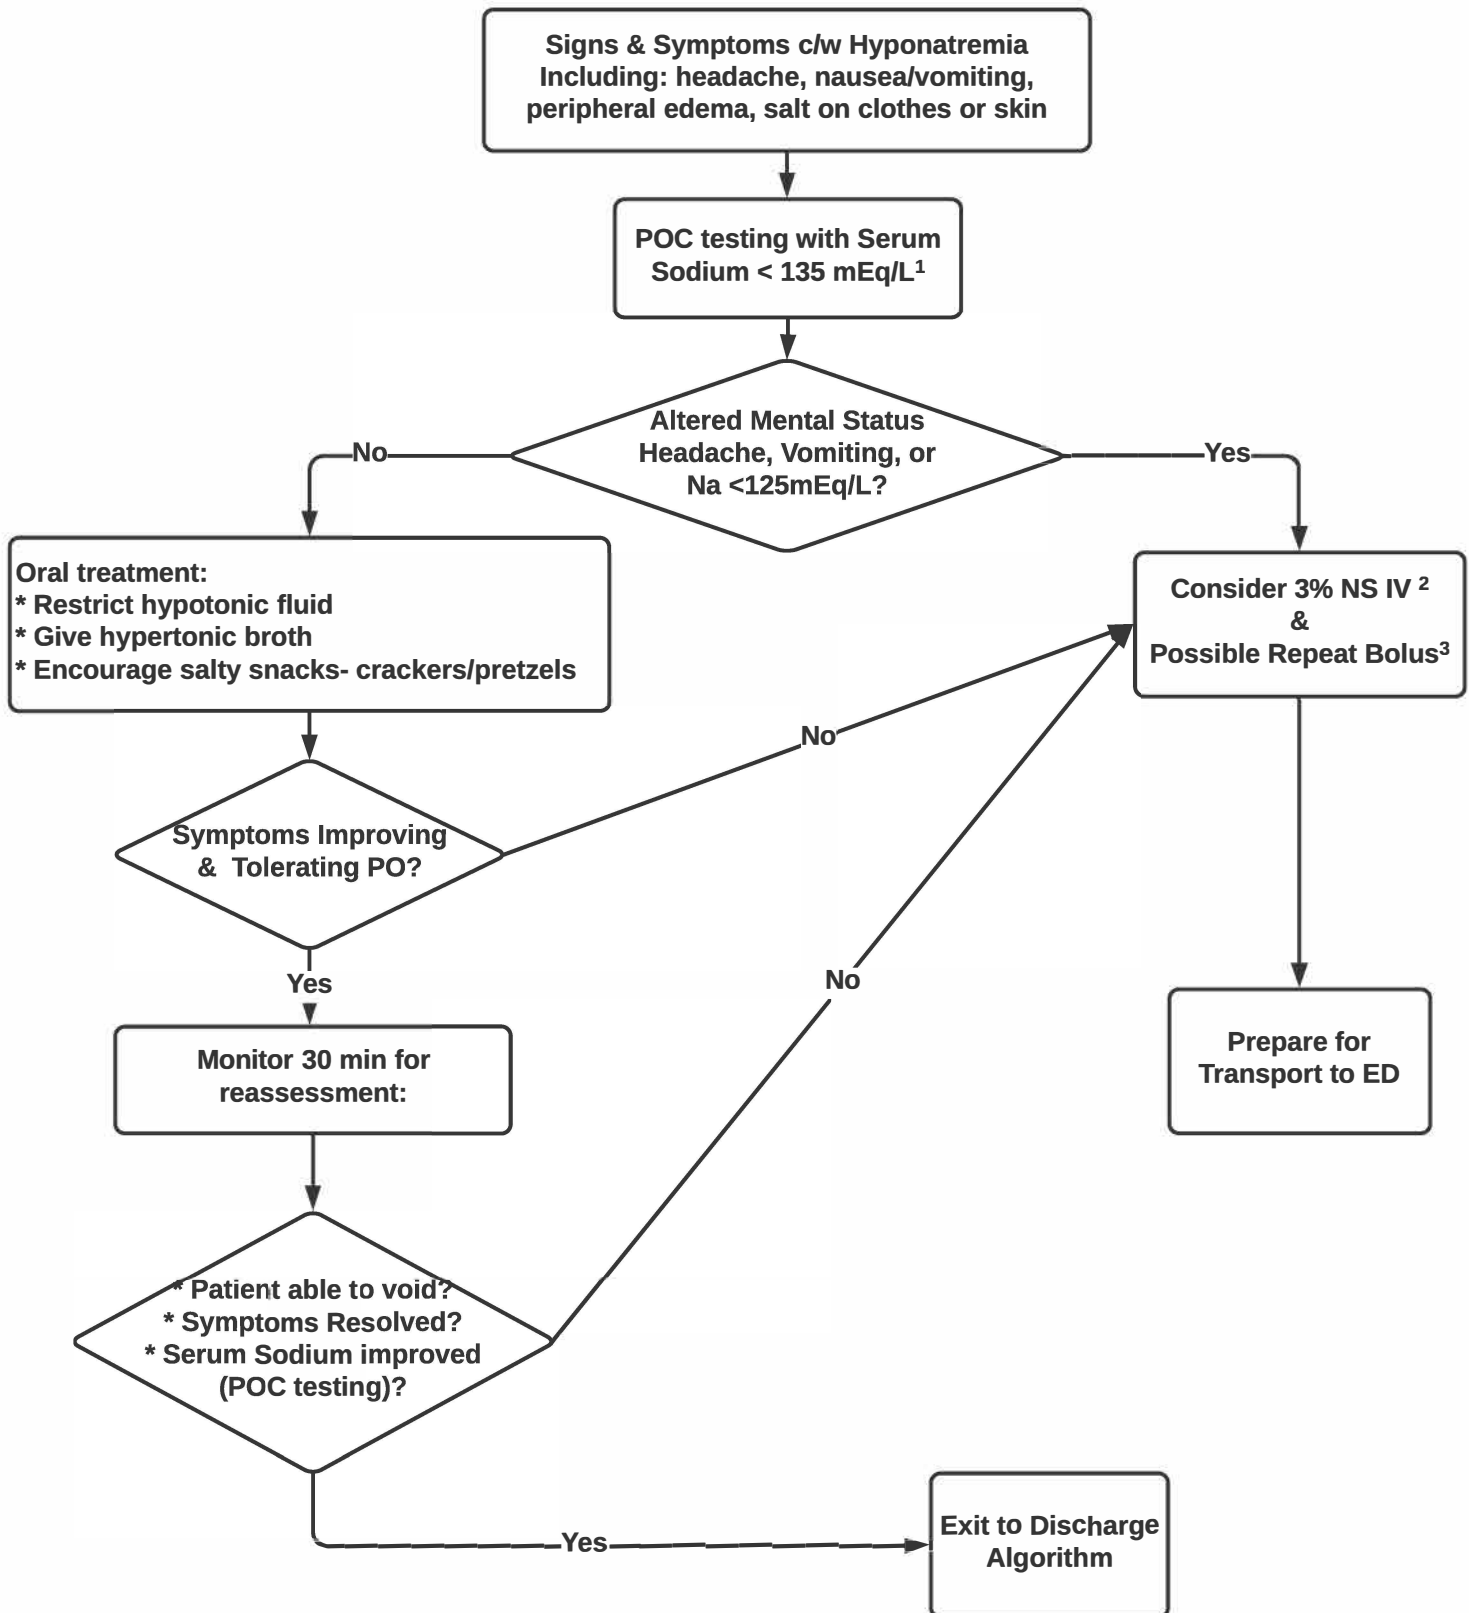 Signs & Symptoms c/w Hyponatremia
Including: headache, nausea/vomiting,
peripheral edema, salt on clothes or skin
POC testing with Serum
Sodium < 135 mEq/L¹
Altered Mental Status
Headache, Vomiting, or
Na <125mEq/L?
No
Yes
Oral treatment:
* Restrict hypotonic fluid
* Give hypertonic broth
* Encourage salty snacks- crackers/pretzels
Consider 3% NS IV ²
&
Possible Repeat Bolus³
No
Symptoms Improving
& Tolerating PO?
Yes
No
Monitor 30 min for
reassessment:
Prepare for
Transport to ED
* Patient able to void?
* Symptoms Resolved?
* Serum Sodium improved
(POC testing)?
Yes
Exit to Discharge
Algorithm